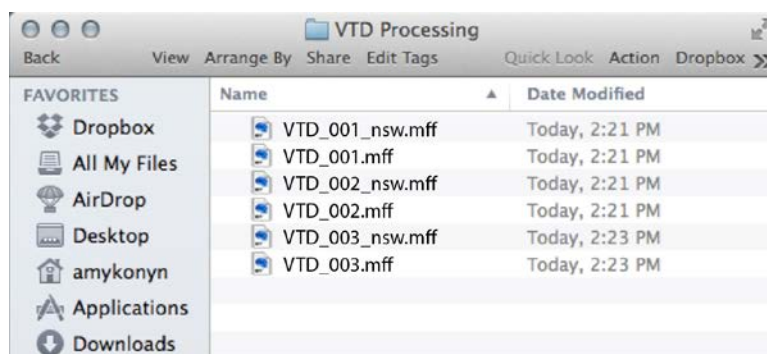 VTD Processing
Back View Arrange By Share Edit Tags Quick Look Action Dropbox
FAVORITES
Dropbox
All My Files
AirDrop
Desktop
amykonyn
Applications
Downloads
Name Date Modified
VTD_001_nsw.mff Today, 2:21 PM
VTD_001.mff Today, 2:21 PM
VTD_002_nsw.mff Today, 2:21 PM
VTD_002.mff Today, 2:21 PM
VTD_003_nsw.mff Today, 2:23 PM
VTD_003.mff Today, 2:23 PM